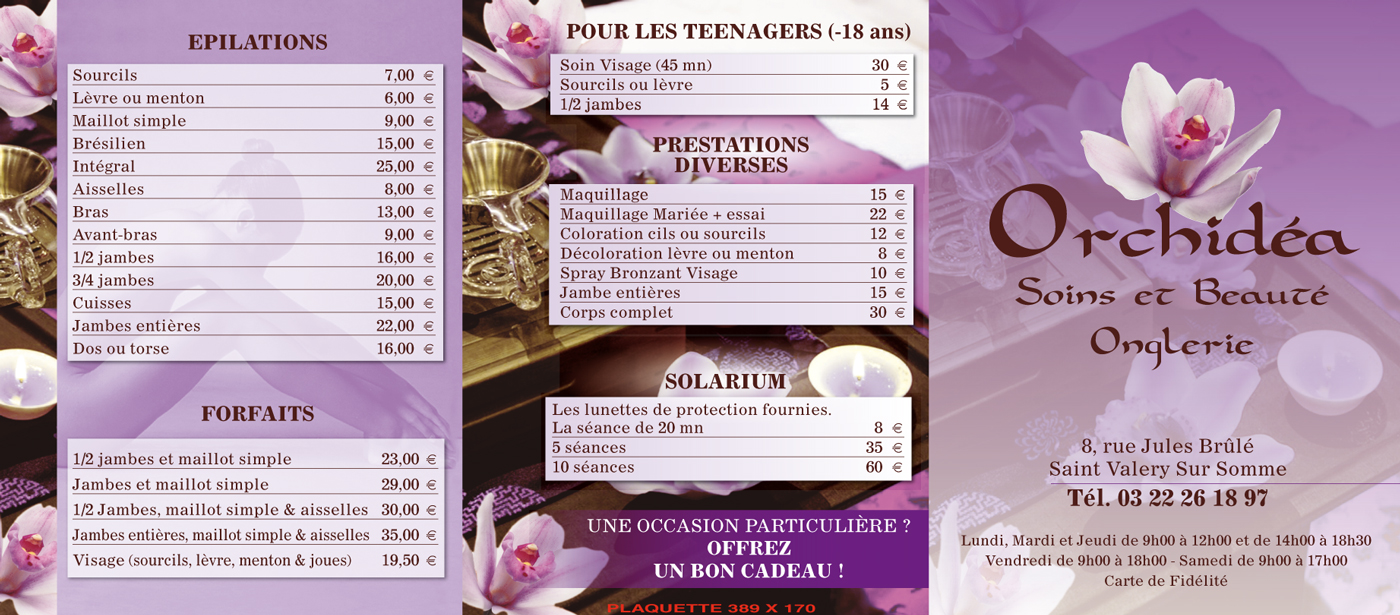 EPILATIONS
Sourcils 7,00 €
Lèvre ou menton 6,00 €
Maillot simple 9,00 €
Brésilien 15,00 €
Intégral 25,00 €
Aisselles 8,00 €
Bras 13,00 €
Avant-bras 9,00 €
1/2 jambes 16,00 €
3/4 jambes 20,00 €
Cuisses 15,00 €
Jambes entières 22,00 €
Dos ou torse 16,00 €
FORFAITS
1/2 jambes et maillot simple 23,00 €
Jambes et maillot simple 29,00 €
1/2 Jambes, maillot simple & aisselles 30,00 €
Jambes entières, maillot simple & aisselles 35,00 €
Visage (sourcils, lèvre, menton & joues) 19,50 €
POUR LES TEENAGERS (-18 ans)
Soin Visage (45 mn) 30 €
Sourcils ou lèvre 5 €
1/2 jambes 14 €
PRESTATIONS
DIVERSES
Maquillage 15 €
Maquillage Mariée + essai 22 €
Coloration cils ou sourcils 12 €
Décoloration lèvre ou menton 8 €
Spray Bronzant Visage 10 €
Jambe entières 15 €
Corps complet 30 €
SOLARIUM
Les lunettes de protection fournies.
La séance de 20 mn 8 €
5 séances 35 €
10 séances 60 €
UNE OCCASION PARTICULIÈRE ?
OFFREZ
UN BON CADEAU !
PLAQUETTE 389 X 170
Orchidéa
Soins et Beauté
Onglerie
8, rue Jules Brûlé
Saint Valery Sur Somme
Tél. 03 22 26 18 97
Lundi, Mardi et Jeudi de 9h00 à 12h00 et de 14h00 à 18h30
Vendredi de 9h00 à 18h00 - Samedi de 9h00 à 17h00
Carte de Fidélité